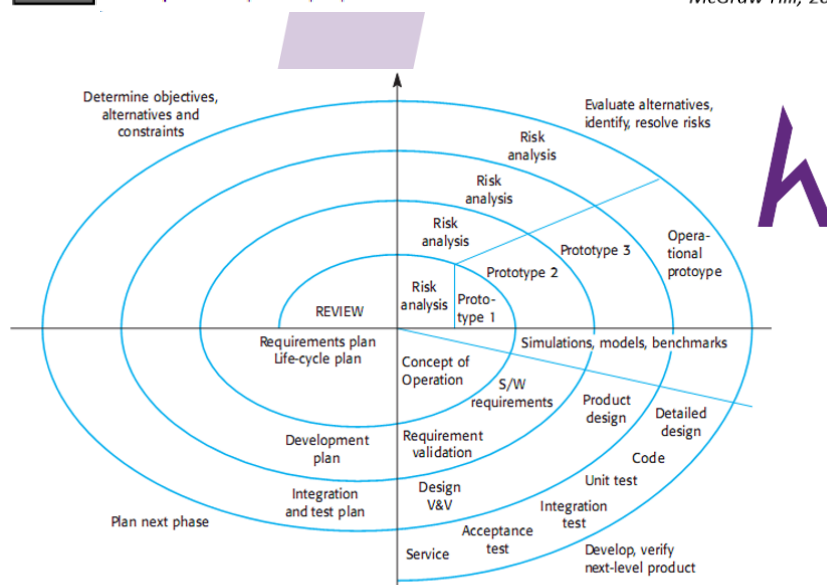 McGraw Hill, 20
Determine objectives,
alternatives and
constraints
Evaluate alternatives,
identify, resolve risks
Risk
analysis
Risk
analysis
Risk
analysis
Risk
analysis
Proto-
type 1
Prototype 2
Prototype 3
Opera-
tional
protoype
REVIEW
Requirements plan
Life-cycle plan
Simulations, models, benchmarks
Concept of
Operation
S/W
requirements
Product
design
Detailed
design
Development
plan
Requirement
validation
Code
Unit test
Integration
and test plan
Design
V&V
Integration
test
Plan next phase
Acceptance
test
Service
Develop, verify
next-level product